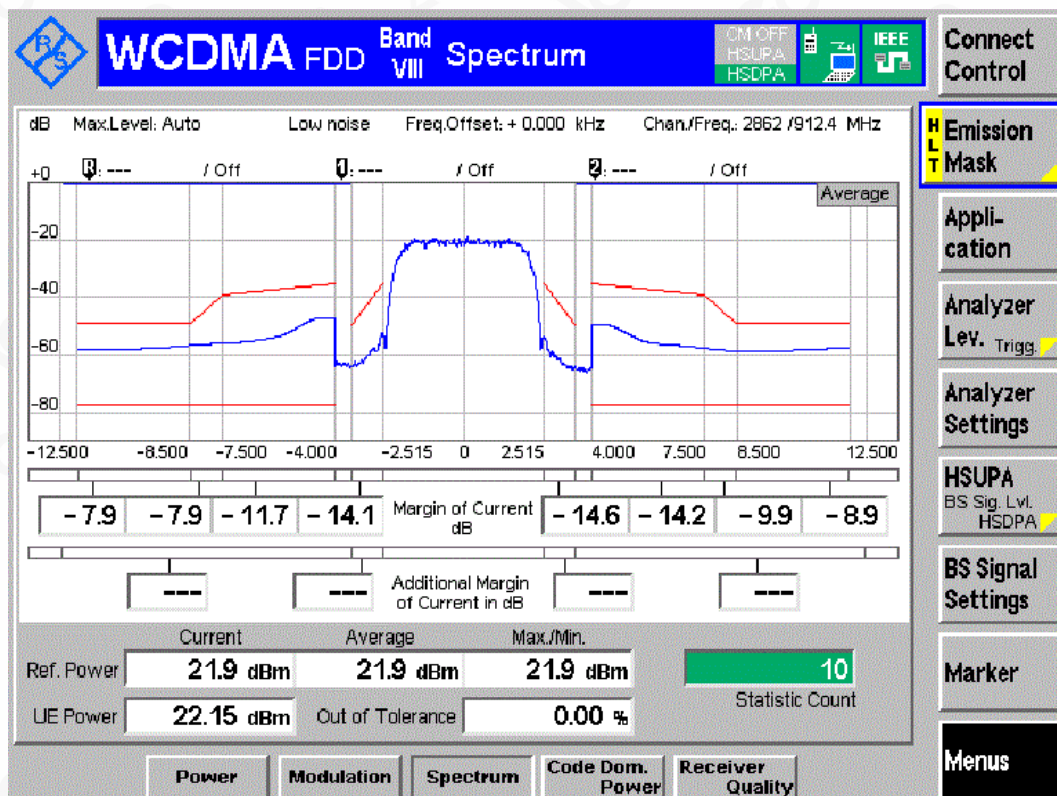 R S
WCDMA FDD Band VIII Spectrum
CM OFF
HSUPA
HSDPA
IEEE
Connect Control
dB Max.Level: Auto Low noise Freq.Offset: + 0.000 kHz Chan./Freq.: 2862 /912.4 MHz
R: --- / Off 1: --- / Off 2: --- / Off
Average
+0
-20
-40
-60
-80
-12.500 -8.500 -7.500 -4.000 -2.515 0 2.515 4.000 7.500 8.500 12.500
- 7.9 - 7.9 - 11.7 - 14.1 Margin of Current dB - 14.6 - 14.2 - 9.9 - 8.9
--- --- Additional Margin of Current in dB --- ---
Current Average Max./Min.
Ref. Power 21.9 dBm 21.9 dBm 21.9 dBm 10
Statistic Count
UE Power 22.15 dBm Out of Tolerance 0.00 %
HLT
Emission
Mask
Appli-
cation
Analyzer
Lev. Trigg.
Analyzer
Settings
HSUPA
BS Sig. Lvl.
HSDPA
BS Signal
Settings
Marker
Menus
Power Modulation Spectrum Code Dom. Power Receiver Quality